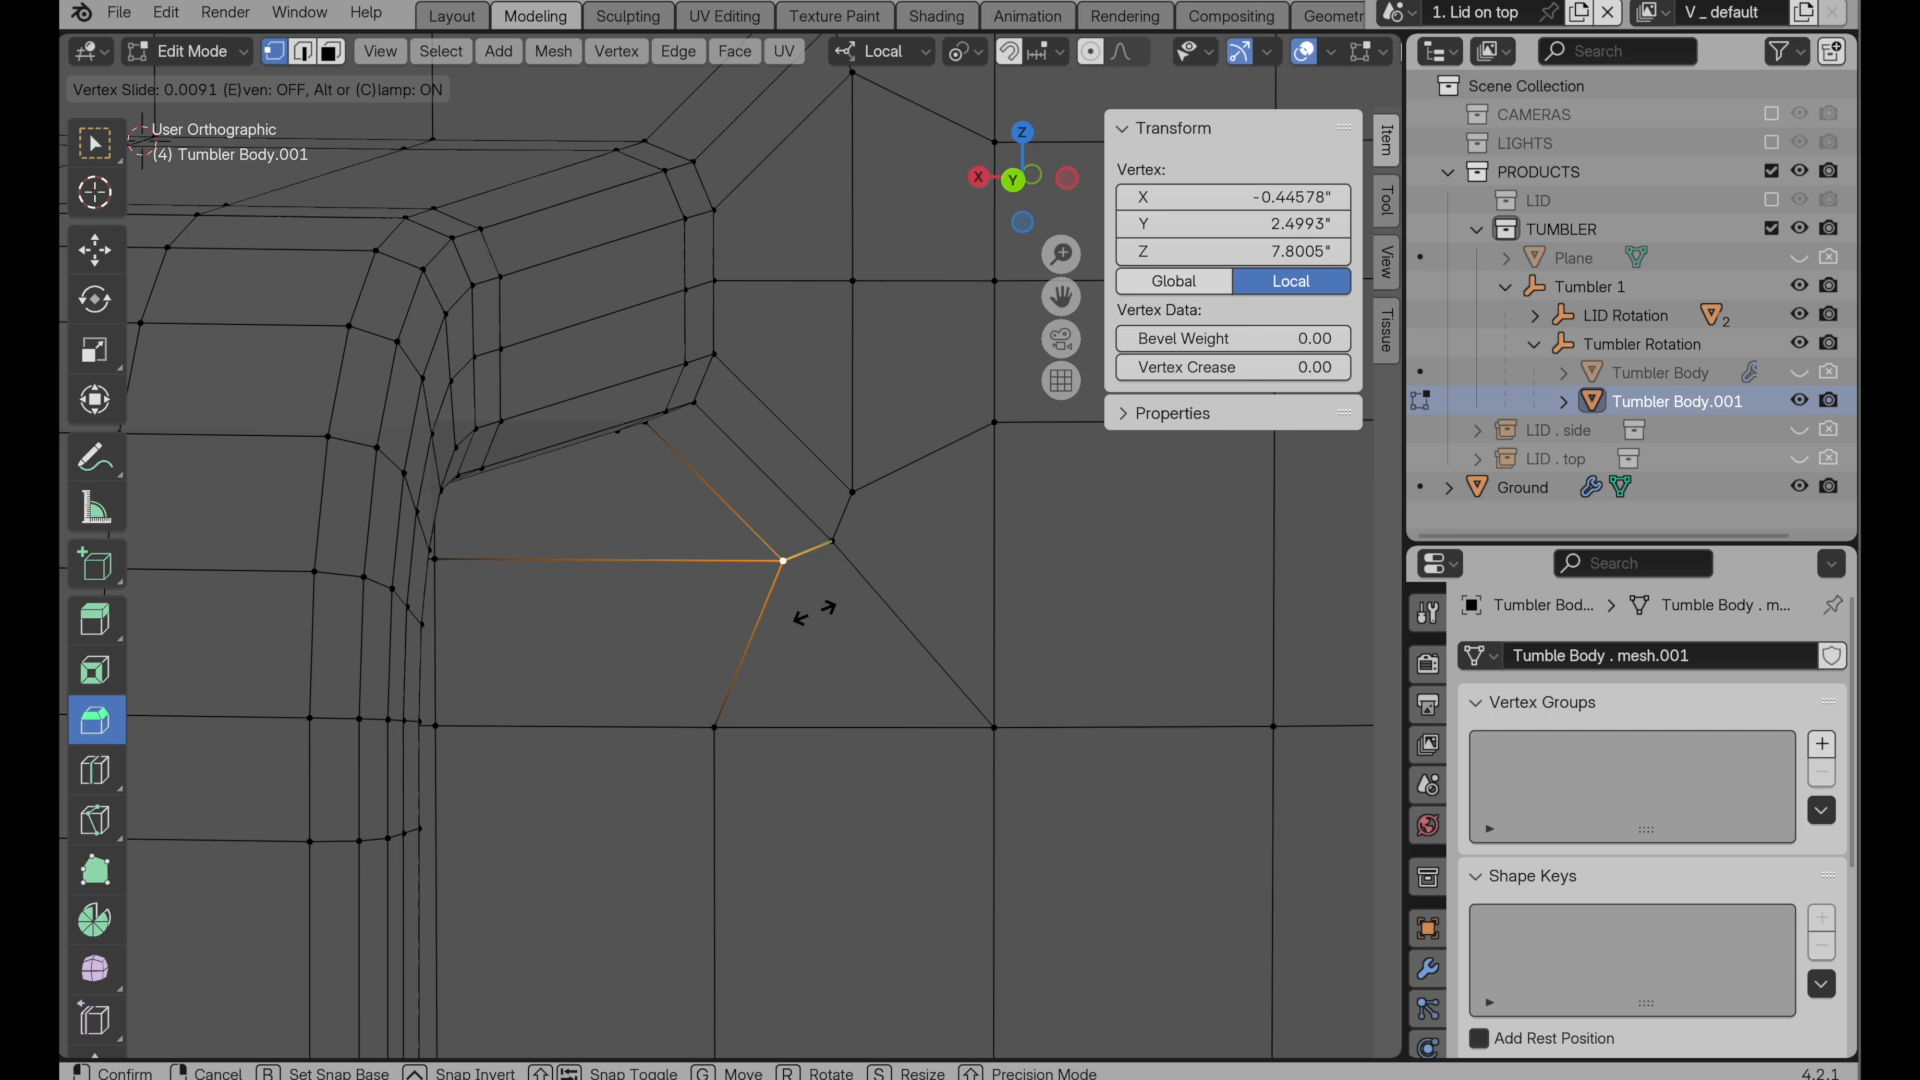 File Edit Render Window Help Layout Modeling Sculpting UV Editing Texture Paint Shading Animation Rendering Compositing Geometr 1. Lid on top V _ default
Edit Mode View Select Add Mesh Vertex Edge Face UV Local Search
Vertex Slide: 0.0091 (E)ven: OFF, Alt or (C)lamp: ON
User Orthographic
(4) Tumbler Body.001
Z
X
Y
Transform
Vertex:
X -0.44578"
Y 2.4993"
Z 7.8005"
Global Local
Vertex Data:
Bevel Weight 0.00
Vertex Crease 0.00
Properties
Item
Tool
View
Tissue
Scene Collection
CAMERAS
LIGHTS
PRODUCTS
LID
TUMBLER
Plane
Tumbler 1
LID Rotation 2
Tumbler Rotation
Tumbler Body
Tumbler Body.001
LID . side
LID . top
Ground
Search
Tumbler Bod... Tumble Body . m...
Tumble Body . mesh.001
Vertex Groups
Shape Keys
Add Rest Position
Confirm Cancel B Set Snap Base Snap Invert Snap Toggle G Move R Rotate S Resize Precision Mode 4.2.1